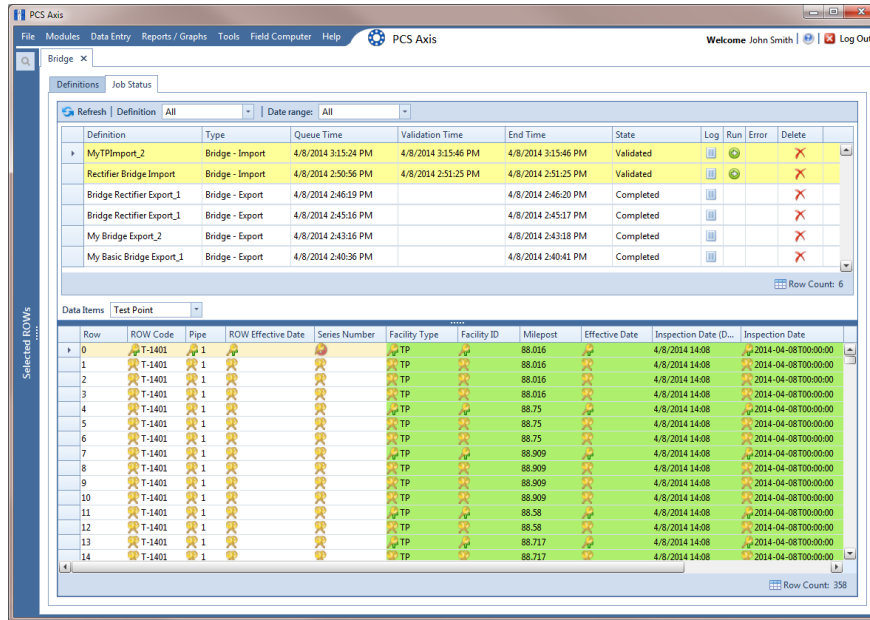 PCS Axis
File Modules Data Entry Reports / Graphs Tools Field Computer Help PCS Axis Welcome John Smith | Log Out
Bridge
Definitions Job Status
Refresh | Definition All | Date range: All
Definition Type Queue Time Validation Time End Time State Log Run Error Delete
MyTPImport_2 Bridge - Import 4/8/2014 3:15:24 PM 4/8/2014 3:15:46 PM 4/8/2014 3:15:46 PM Validated
Rectifier Bridge Import Bridge - Import 4/8/2014 2:50:56 PM 4/8/2014 2:51:25 PM 4/8/2014 2:51:25 PM Validated
Bridge Rectifier Export_1 Bridge - Export 4/8/2014 2:46:19 PM 4/8/2014 2:46:20 PM Completed
Bridge Rectifier Export_1 Bridge - Export 4/8/2014 2:45:16 PM 4/8/2014 2:45:17 PM Completed
My Bridge Export_2 Bridge - Export 4/8/2014 2:43:16 PM 4/8/2014 2:43:18 PM Completed
My Basic Bridge Export_1 Bridge - Export 4/8/2014 2:40:36 PM 4/8/2014 2:40:41 PM Completed
Row Count: 6
Selected ROWs
Data Items Test Point
Row ROW Code Pipe ROW Effective Date Series Number Facility Type Facility ID Milepost Effective Date Inspection Date (D... Inspection Date
0 T-1401 1 TP 88.016 4/8/2014 14:08 2014-04-08T00:00:00
1 T-1401 1 TP 88.016 4/8/2014 14:08 2014-04-08T00:00:00
2 T-1401 1 TP 88.016 4/8/2014 14:08 2014-04-08T00:00:00
3 T-1401 1 TP 88.016 4/8/2014 14:08 2014-04-08T00:00:00
4 T-1401 1 TP 88.75 4/8/2014 14:08 2014-04-08T00:00:00
5 T-1401 1 TP 88.75 4/8/2014 14:08 2014-04-08T00:00:00
6 T-1401 1 TP 88.75 4/8/2014 14:08 2014-04-08T00:00:00
7 T-1401 1 TP 88.909 4/8/2014 14:08 2014-04-08T00:00:00
8 T-1401 1 TP 88.909 4/8/2014 14:08 2014-04-08T00:00:00
9 T-1401 1 TP 88.909 4/8/2014 14:08 2014-04-08T00:00:00
10 T-1401 1 TP 88.909 4/8/2014 14:08 2014-04-08T00:00:00
11 T-1401 1 TP 88.58 4/8/2014 14:08 2014-04-08T00:00:00
12 T-1401 1 TP 88.58 4/8/2014 14:08 2014-04-08T00:00:00
13 T-1401 1 TP 88.717 4/8/2014 14:08 2014-04-08T00:00:00
14 T-1401 1 TP 88.717 4/8/2014 14:08 2014-04-08T00:00:00
Row Count: 358